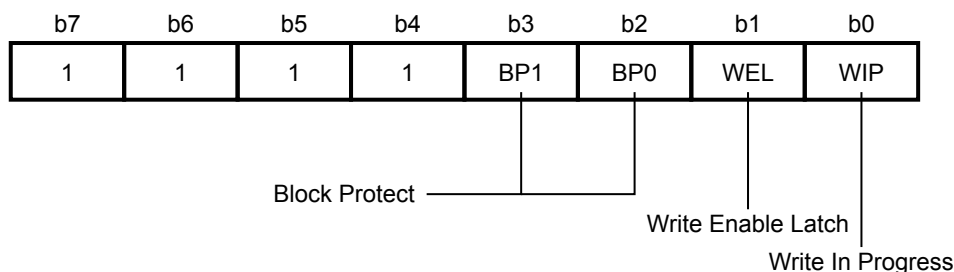 b7 b6 b5 b4 b3 b2 b1 b0
1 1 1 1 BP1 BP0 WEL WIP
Block Protect
Write Enable Latch
Write In Progress